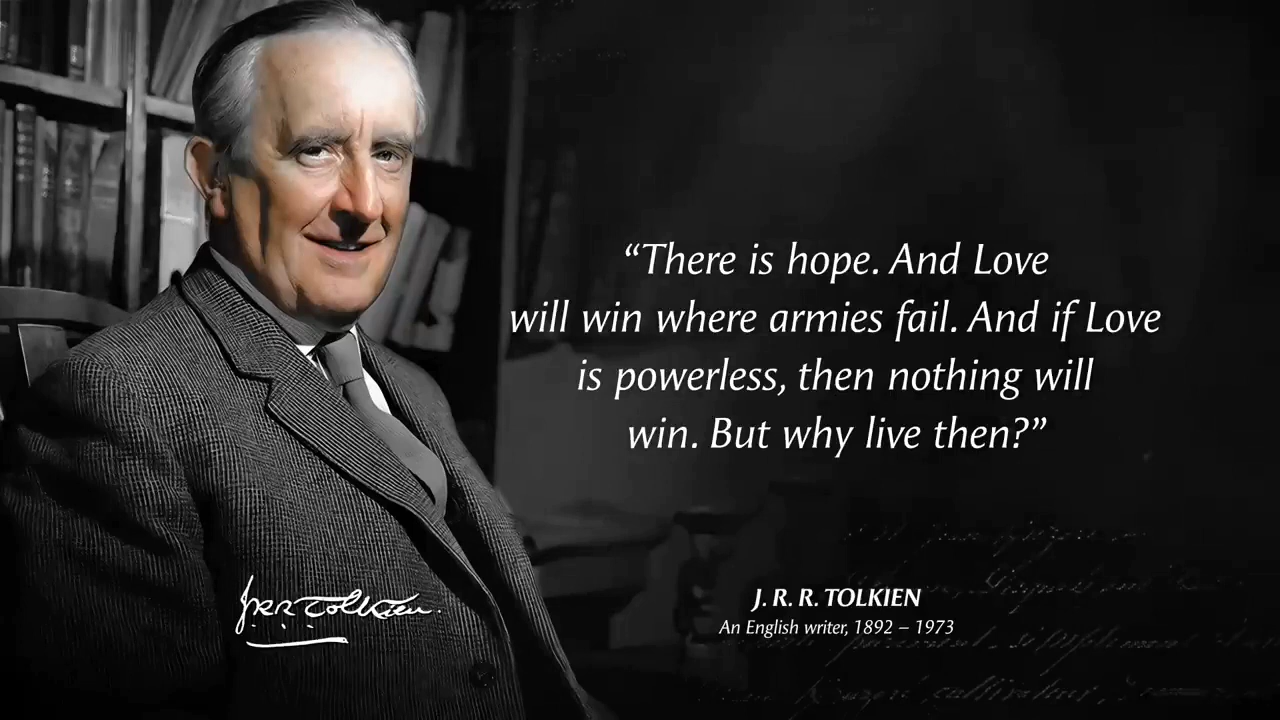 “There is hope. And Love
will win where armies fail. And if Love
is powerless, then nothing will
win. But why live then?”
J.R.R. Tolkien.
J. R. R. TOLKIEN
An English writer, 1892 – 1973